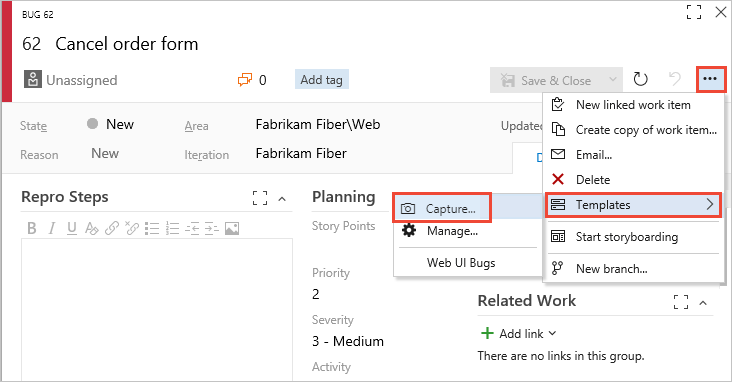 BUG 62
62 Cancel order form
Unassigned 0 Add tag Save & Close
State New Area Fabrikam Fiber\Web Updated
Reason New Iteration Fabrikam Fiber D
New linked work item
Create copy of work item...
Email...
Delete
Templates
Start storyboarding
New branch...
Capture...
Manage...
Web UI Bugs
Repro Steps
B I U
Planning
Story Points
Priority
2
Severity
3 - Medium
Activity
Related Work
Add link
There are no links in this group.